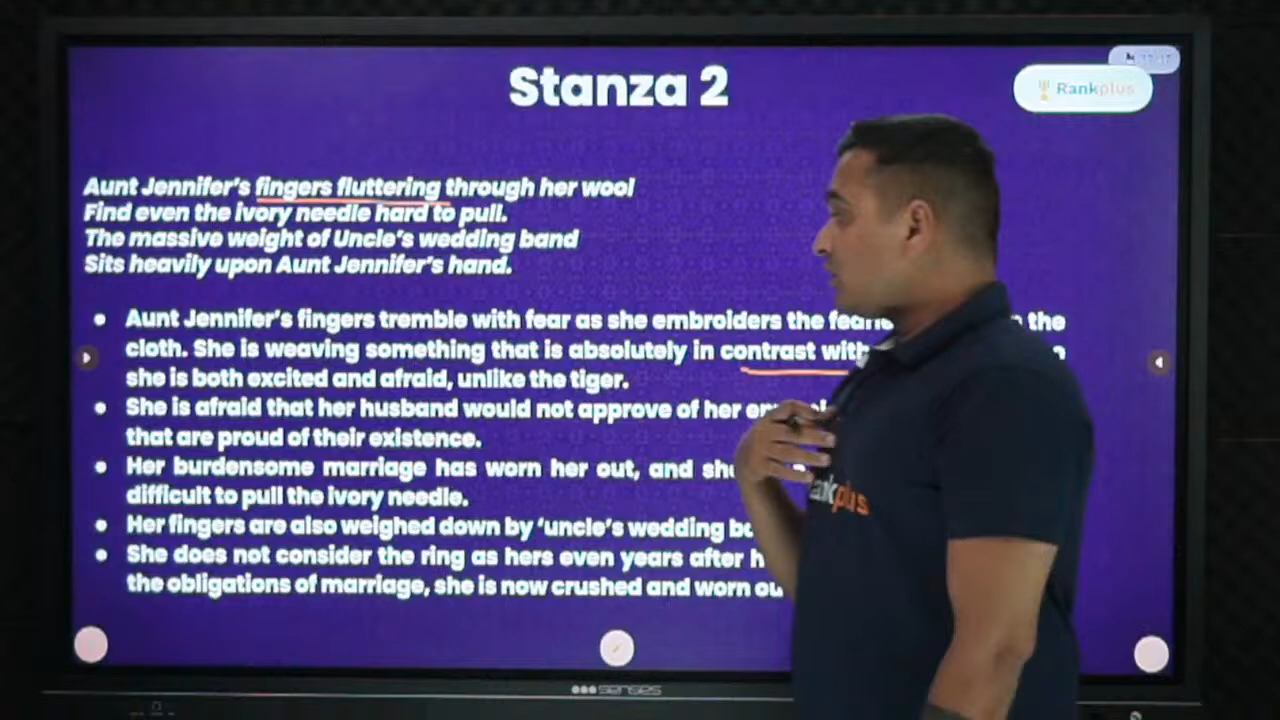 Stanza 2
Rankplus
Aunt Jennifer's fingers fluttering through her wool
Find even the ivory needle hard to pull.
The massive weight of Uncle's wedding band
Sits heavily upon Aunt Jennifer's hand.
● Aunt Jennifer's fingers tremble with fear as she embroiders the the
cloth. She is weaving something that is absolutely in contrast with
she is both excited and afraid, unlike the tiger.
● She is afraid that her husband would not approve of her
that are proud of their existence.
● Her burdensome marriage has worn her out, and
difficult to pull the ivory needle.
● Her fingers are also weighed down by 'uncle's wedding
● She does not consider the ring as hers even years after
the obligations of marriage, she is now crushed and worn
ankplus
senses